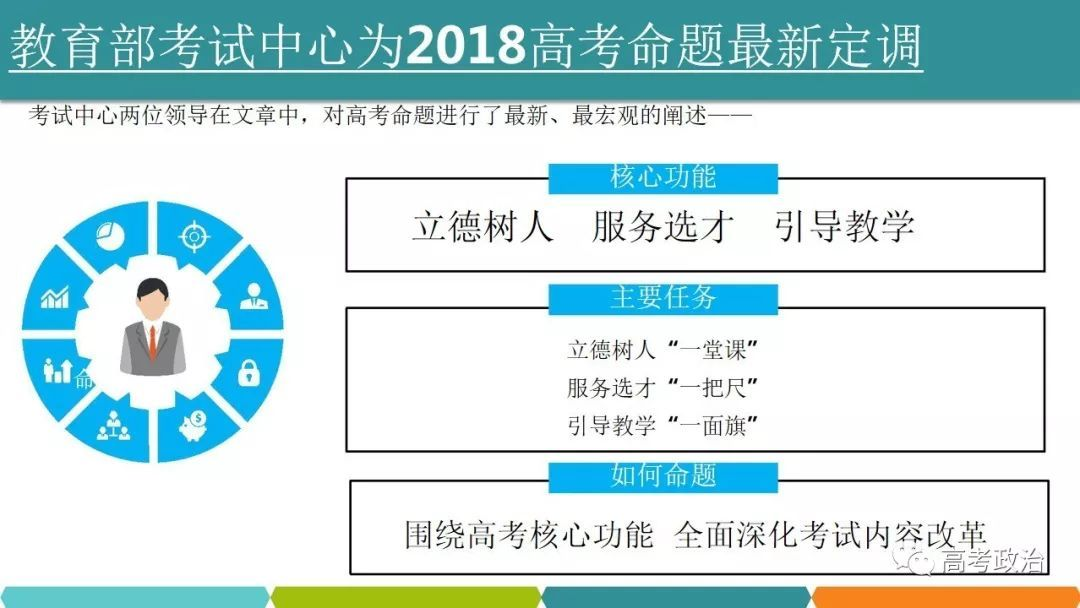 教育部考试中心为2018高考命题最新定调
考试中心两位领导在文章中，对高考命题进行了最新、最宏观的阐述——
核心功能
立德树人 服务选才 引导教学
主要任务
立德树人“一堂课”
服务选才“一把尺”
引导教学“一面旗”
命
$
如何命题
围绕高考核心功能 全面深化考试内容改革
高考政治